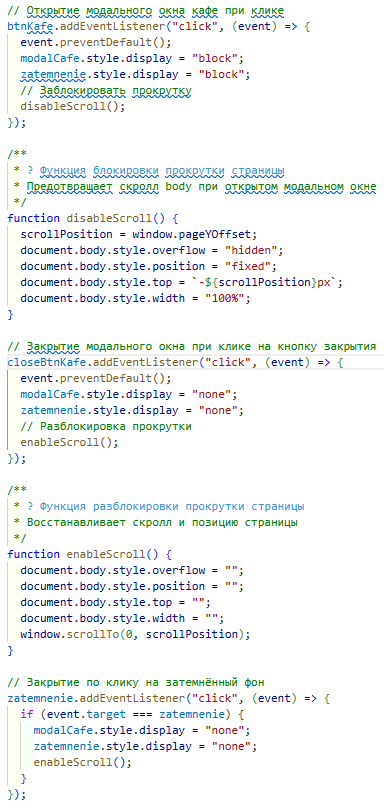 // Открытие модального окна кафе при клике
btnKafe.addEventListener("click", (event) => {
  event.preventDefault();
  modalCafe.style.display = "block";
  zatemnenie.style.display = "block";
  // Заблокировать прокрутку
  disableScroll();
});

/**
 * ? Функция блокировки прокрутки страницы
 * Предотвращает скролл body при открытом модальном окне
 */
function disableScroll() {
  scrollPosition = window.pageYOffset;
  document.body.style.overflow = "hidden";
  document.body.style.position = "fixed";
  document.body.style.top = `-${scrollPosition}px`;
  document.body.style.width = "100%";
}

// Закрытие модального окна при клике на кнопку закрытия
closeBtnKafe.addEventListener("click", (event) => {
  event.preventDefault();
  modalCafe.style.display = "none";
  zatemnenie.style.display = "none";
  // Разблокировка прокрутки
  enableScroll();
});

/**
 * ? Функция разблокировки прокрутки страницы
 * Восстанавливает скролл и позицию страницы
 */
function enableScroll() {
  document.body.style.overflow = "";
  document.body.style.position = "";
  document.body.style.top = "";
  document.body.style.width = "";
  window.scrollTo(0, scrollPosition);
}

// Закрытие по клику на затемнённый фон
zatemnenie.addEventListener("click", (event) => {
  if (event.target === zatemnenie) {
    modalCafe.style.display = "none";
    zatemnenie.style.display = "none";
    enableScroll();
  }
});